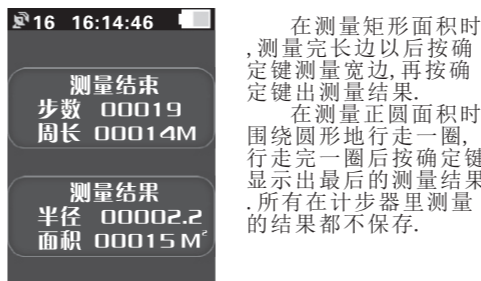 16 16:14:46
测量结束
步数 00019
周长 00014M
测量结果
半径 00002.2
面积 00015 M²
在测量矩形面积时
,测量完长边以后按确
定键测量宽边,再按确
定键出测量结果.
在测量正圆面积时
围绕圆形地行走一圈,
行走完一圈后按确定键
显示出最后的测量结果
.所有在计步器里测量
的结果都不保存.